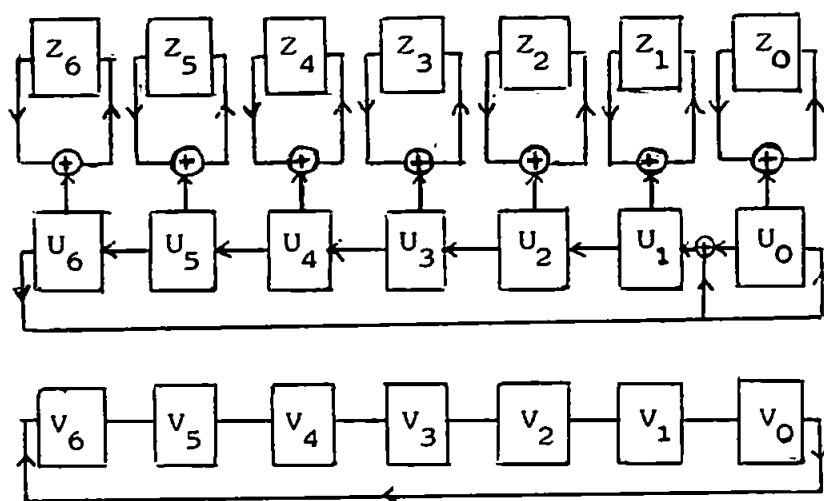 Z6 Z5 Z4 Z3 Z2 Z1 Z0
+ + + + + + +
U6 U5 U4 U3 U2 U1 + U0
V6 V5 V4 V3 V2 V1 V0